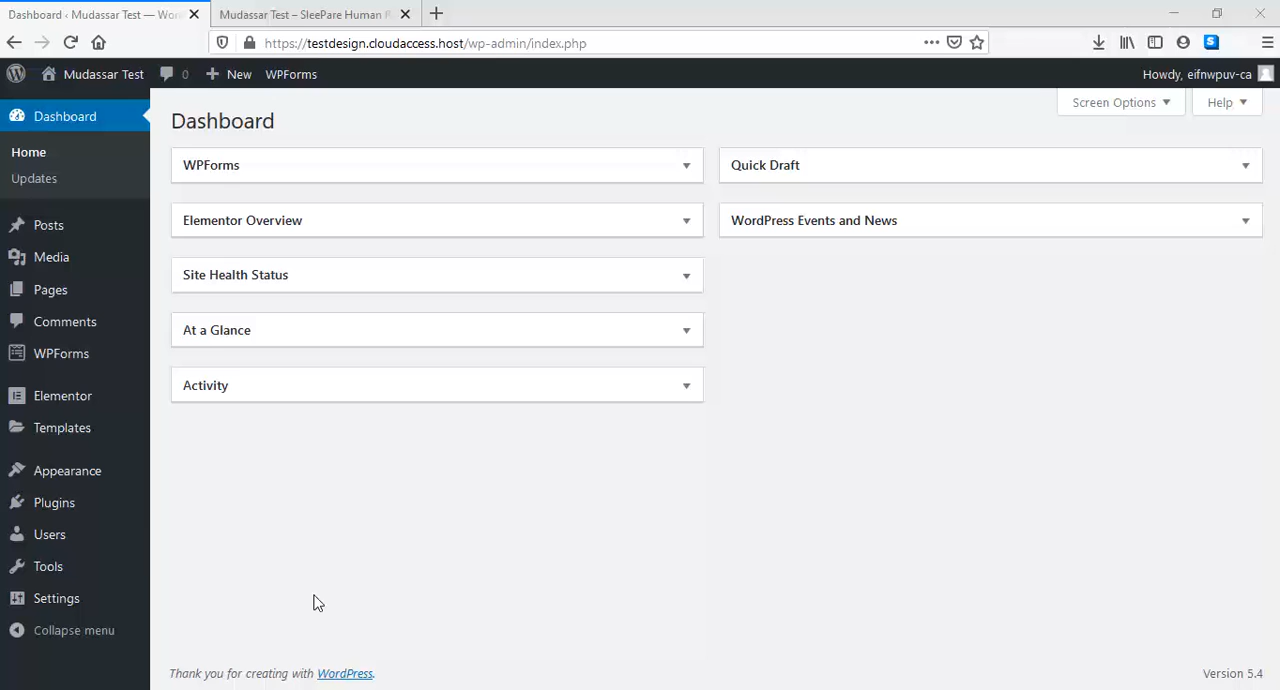 Dashboard ‹ Mudassar Test — Wor
Mudassar Test – SleePare Human R
https://testdesign.cloudaccess.host/wp-admin/index.php
Mudassar Test 0 New WPForms Howdy, eifnwpuv-ca
Dashboard
Home
Updates
Posts
Media
Pages
Comments
WPForms
Elementor
Templates
Appearance
Plugins
Users
Tools
Settings
Collapse menu
Screen Options Help
Dashboard
WPForms
Elementor Overview
Site Health Status
At a Glance
Activity
Quick Draft
WordPress Events and News
Thank you for creating with WordPress.
Version 5.4